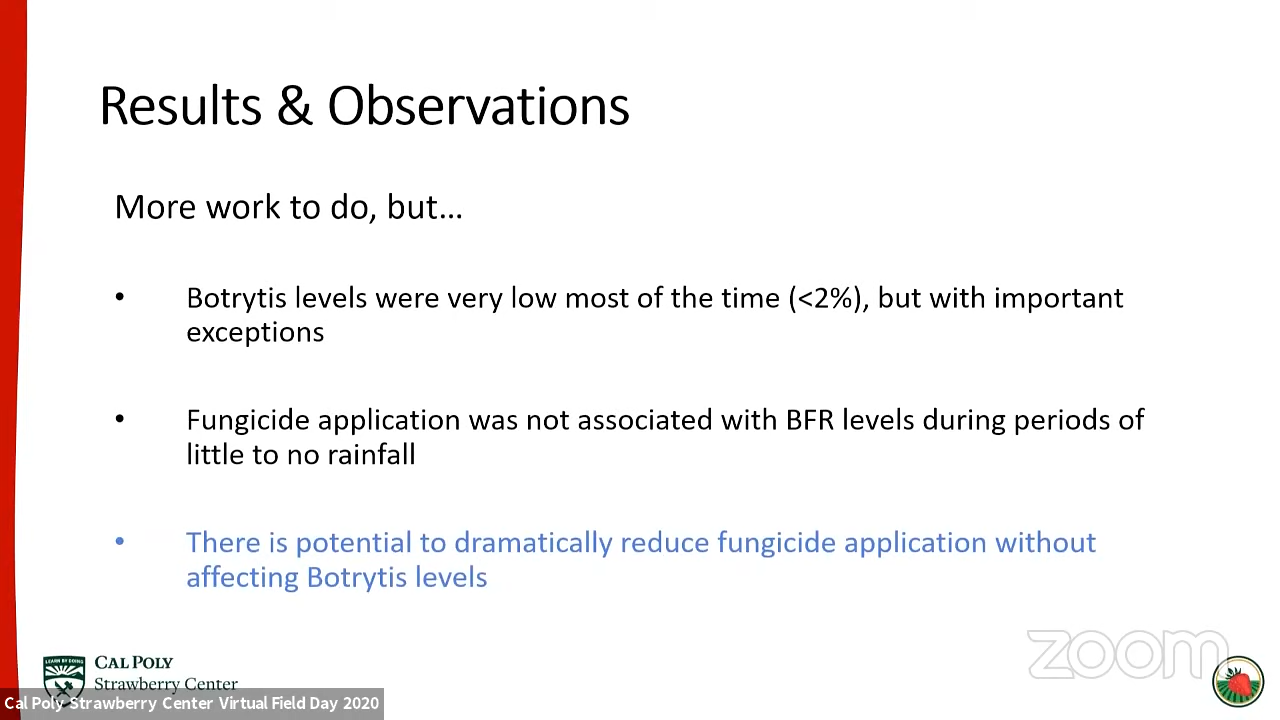 Results & Observations
More work to do, but…
• Botrytis levels were very low most of the time (<2%), but with important
exceptions
• Fungicide application was not associated with BFR levels during periods of
little to no rainfall
• There is potential to dramatically reduce fungicide application without
affecting Botrytis levels
LEARN BY DOING
CAL POLY
Strawberry Center
Cal Poly Strawberry Center Virtual Field Day 2020
zoom